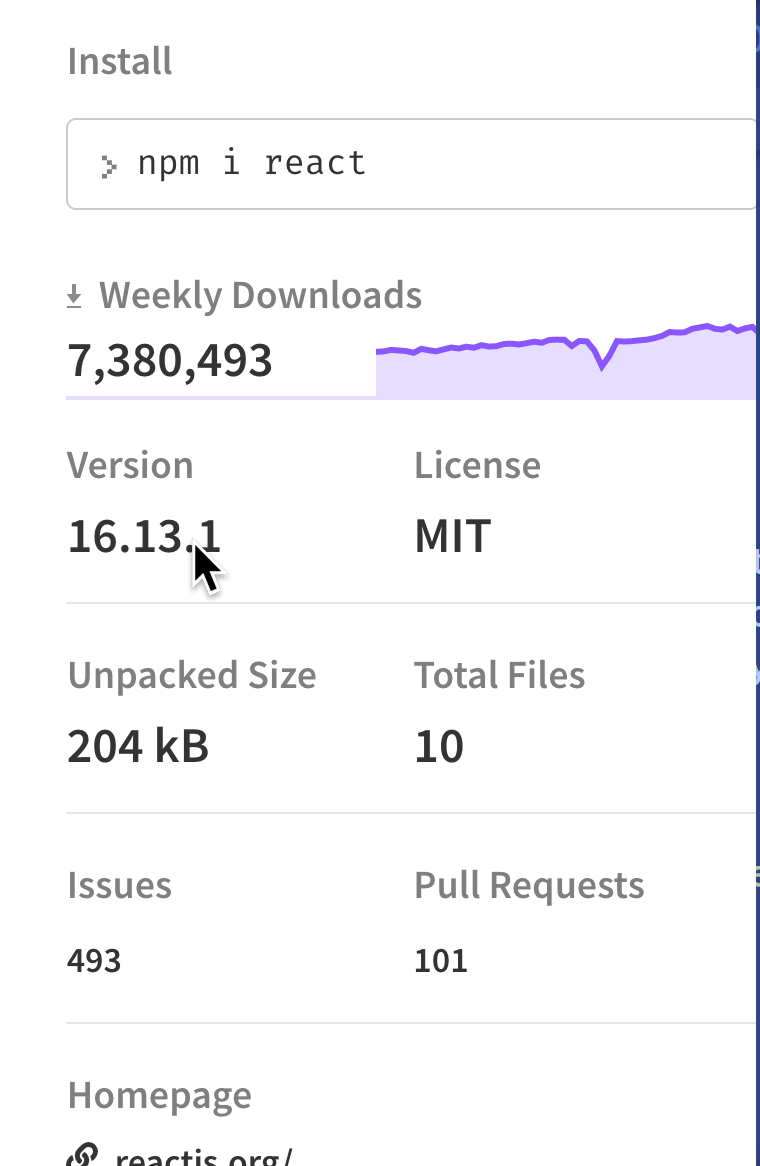 Install
npm i react
Weekly Downloads
7,380,493
Version
License
16.13.1
MIT
Unpacked Size
Total Files
204 kB
10
Issues
Pull Requests
493
101
Homepage
reactjs.org/